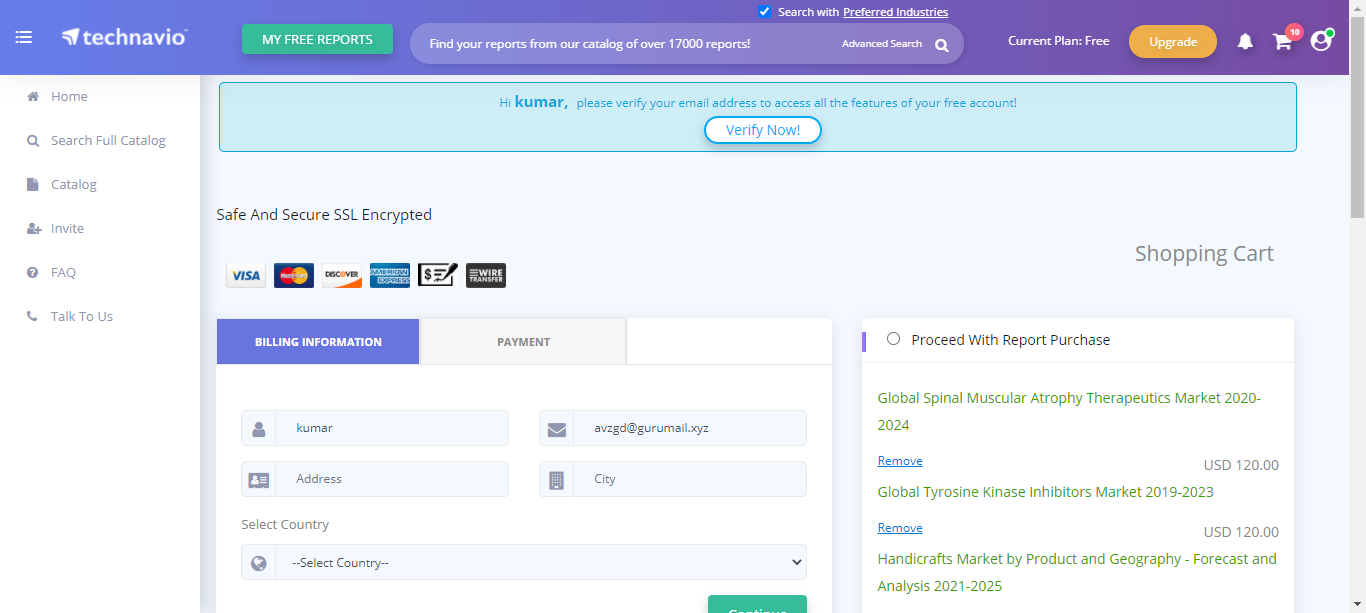 Search with Preferred Industries
technavio
MY FREE REPORTS
Find your reports from our catalog of over 17000 reports!
Advanced Search
Current Plan: Free
Upgrade
10
Home
Search Full Catalog
Catalog
Invite
FAQ
Talk To Us
Hi kumar, please verify your email address to access all the features of your free account!
Verify Now!
Safe And Secure SSL Encrypted
Shopping Cart
VISA
MasterCard
DISCOVER
AMERICAN EXPRESS
WIRE TRANSFER
BILLING INFORMATION
PAYMENT
kumar
avzgd@gurumail.xyz
Address
City
Select Country
--Select Country--
Continue
Proceed With Report Purchase
Global Spinal Muscular Atrophy Therapeutics Market 2020-
2024
Remove
USD 120.00
Global Tyrosine Kinase Inhibitors Market 2019-2023
Remove
USD 120.00
Handicrafts Market by Product and Geography - Forecast and
Analysis 2021-2025